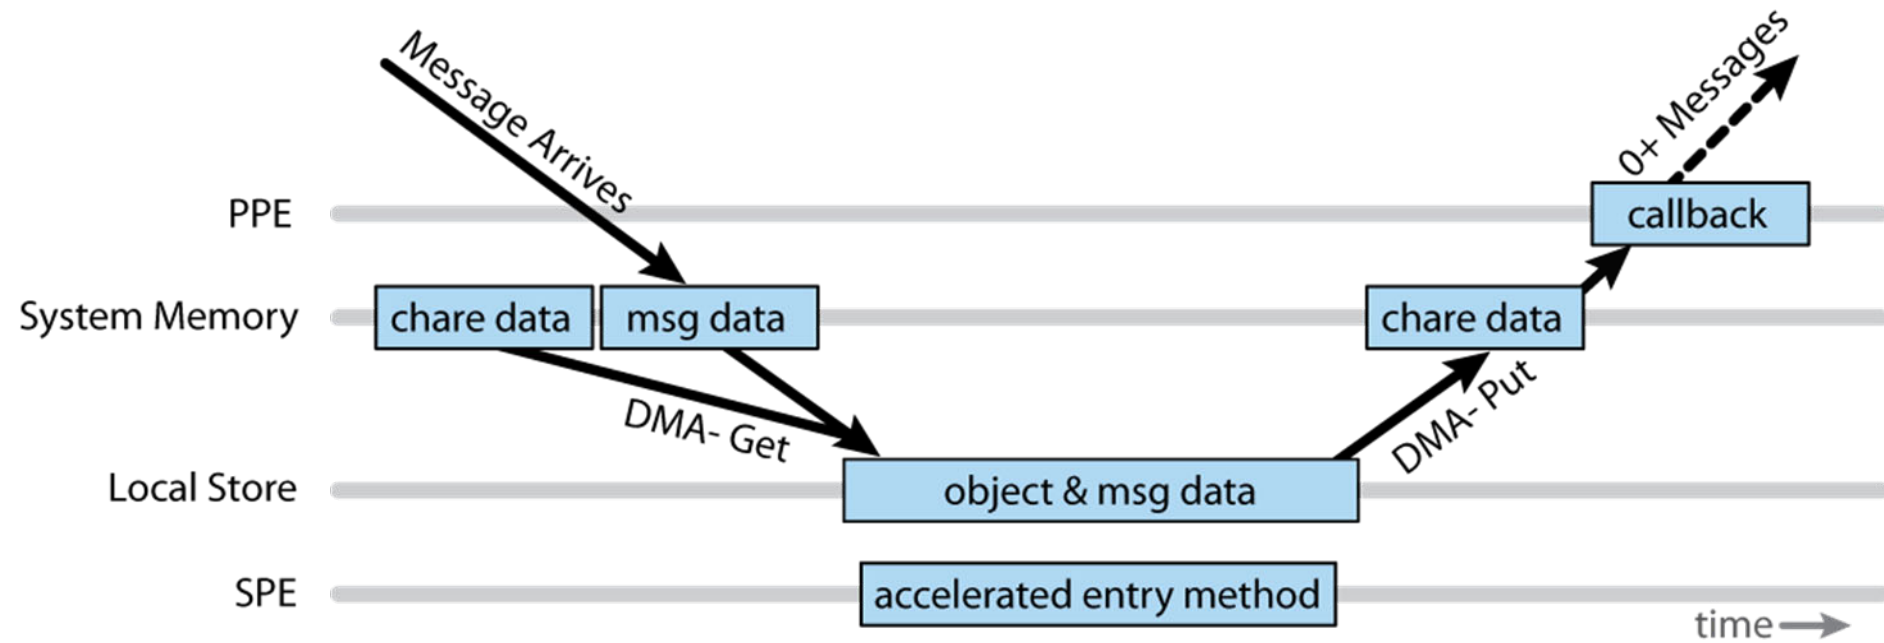 Message Arrives
0+ Messages
PPE
callback
System Memory
chare data
msg data
chare data
DMA- Get
DMA- Put
Local Store
object & msg data
SPE
accelerated entry method
time